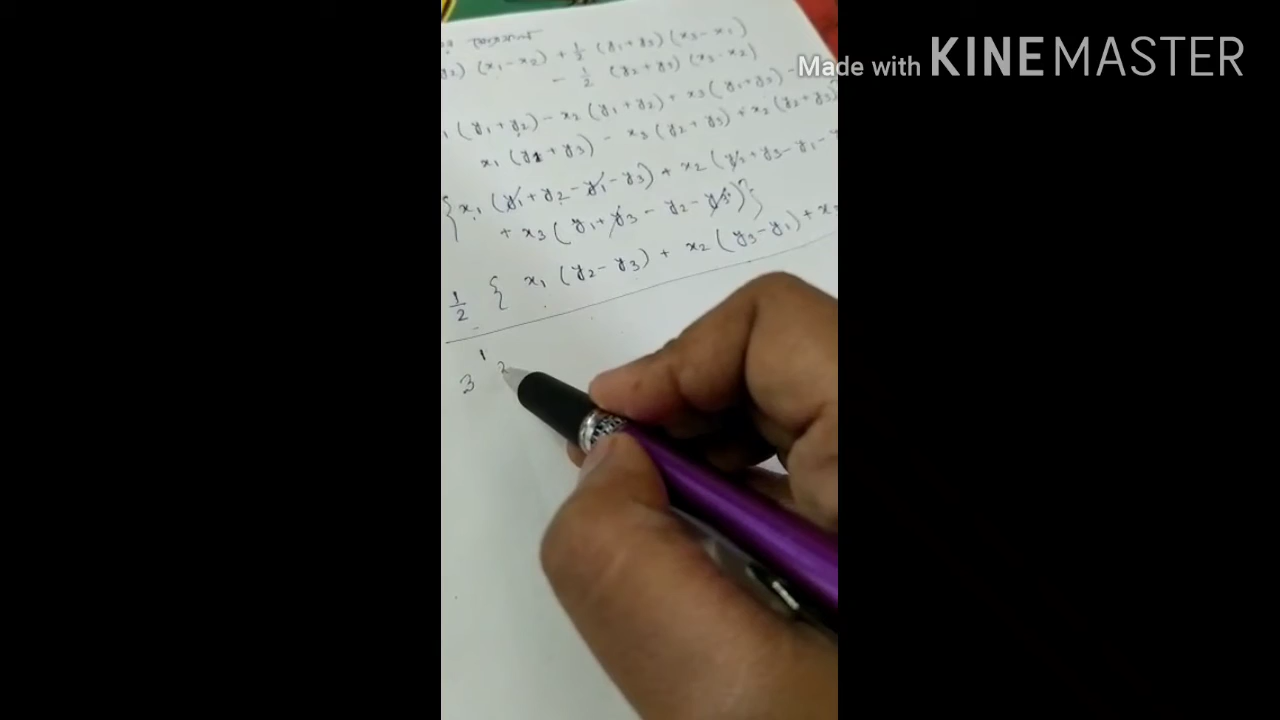 Made with KINEMASTER
y₂) (x₁-x₂) + 1/2 (y₁+y₃) (x₃-x₁)
- 1/2 (y₂+y₃) (x₃-x₂)
(y₁+y₂) - x₂ (y₁+y₂) + x₃ (y₁+y₃) -
x₁ (y₁+y₃) - x₃ (y₂+y₃) + x₂ (y₂+y₃)
{x₁ (y₁+y₂-y₁-y₃) + x₂ (y₂+y₃-y₁-
+ x₃ (y₁+y₃-y₂-y₃)}
1/2 { x₁ (y₂-y₃) + x₂ (y₃-y₁) + x
1
3 2